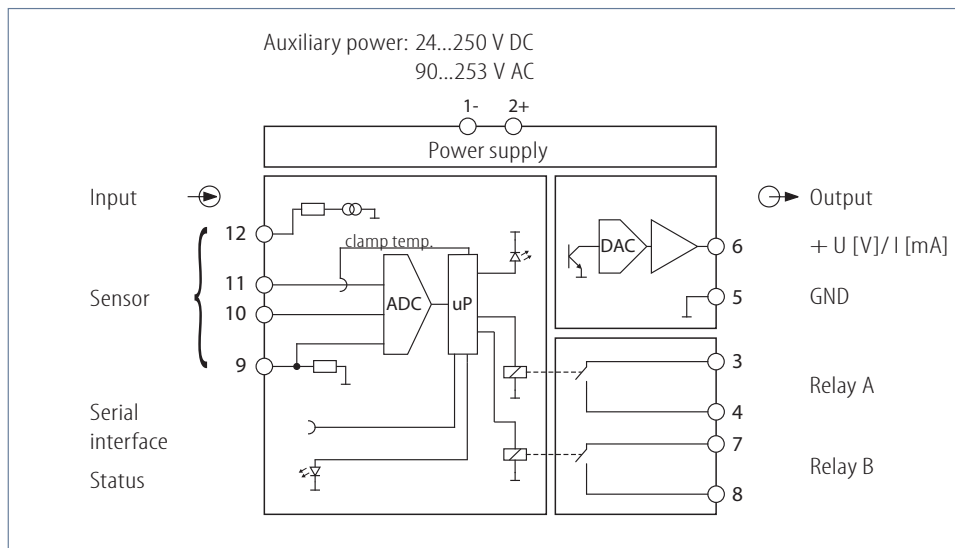 Auxiliary power: 24...250 V DC
90...253 V AC
1- 2+
Power supply
Input
Output
12
clamp temp.
DAC
6
+ U [V]/ I [mA]
11
Sensor
ADC
uP
5
GND
10
9
3
Relay A
4
Serial
interface
7
Status
Relay B
8